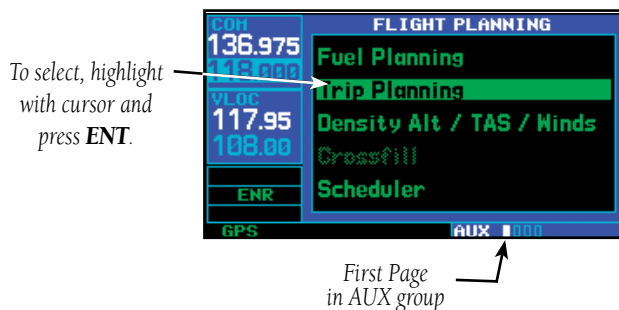 To select, highlight
with cursor and
press ENT.
COM
136.975
118.000
VLOC
117.95
108.00
ENR
GPS
FLIGHT PLANNING
Fuel Planning
Trip Planning
Density Alt / TAS / Winds
Crossfill
Scheduler
AUX
First Page
in AUX group